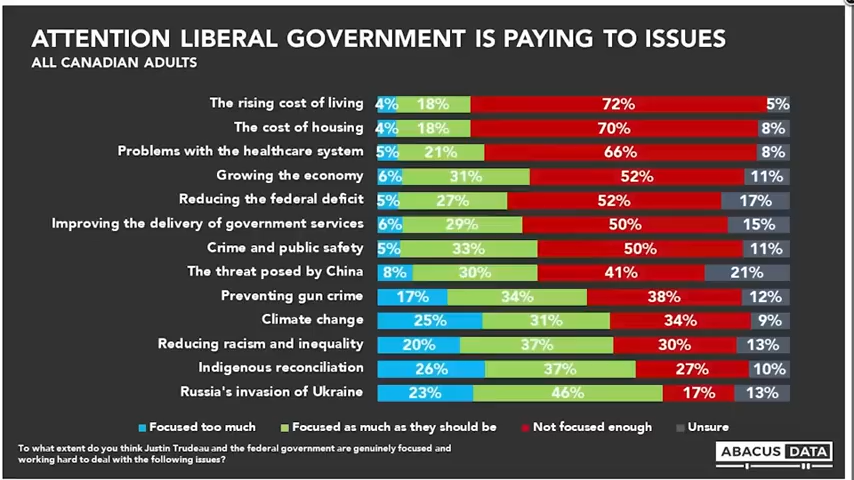 ATTENTION LIBERAL GOVERNMENT IS PAYING TO ISSUES
ALL CANADIAN ADULTS
The rising cost of living 4% 18% 72% 5%
The cost of housing 4% 18% 70% 8%
Problems with the healthcare system 5% 21% 66% 8%
Growing the economy 6% 31% 52% 11%
Reducing the federal deficit 5% 27% 52% 17%
Improving the delivery of government services 6% 29% 50% 15%
Crime and public safety 5% 33% 50% 11%
The threat posed by China 8% 30% 41% 21%
Preventing gun crime 17% 34% 38% 12%
Climate change 25% 31% 34% 9%
Reducing racism and inequality 20% 37% 30% 13%
Indigenous reconciliation 26% 37% 27% 10%
Russia's invasion of Ukraine 23% 46% 17% 13%
Focused too much Focused as much as they should be Not focused enough Unsure
To what extent do you think Justin Trudeau and the federal government are genuinely focused and
working hard to deal with the following issues?
ABACUS DATA